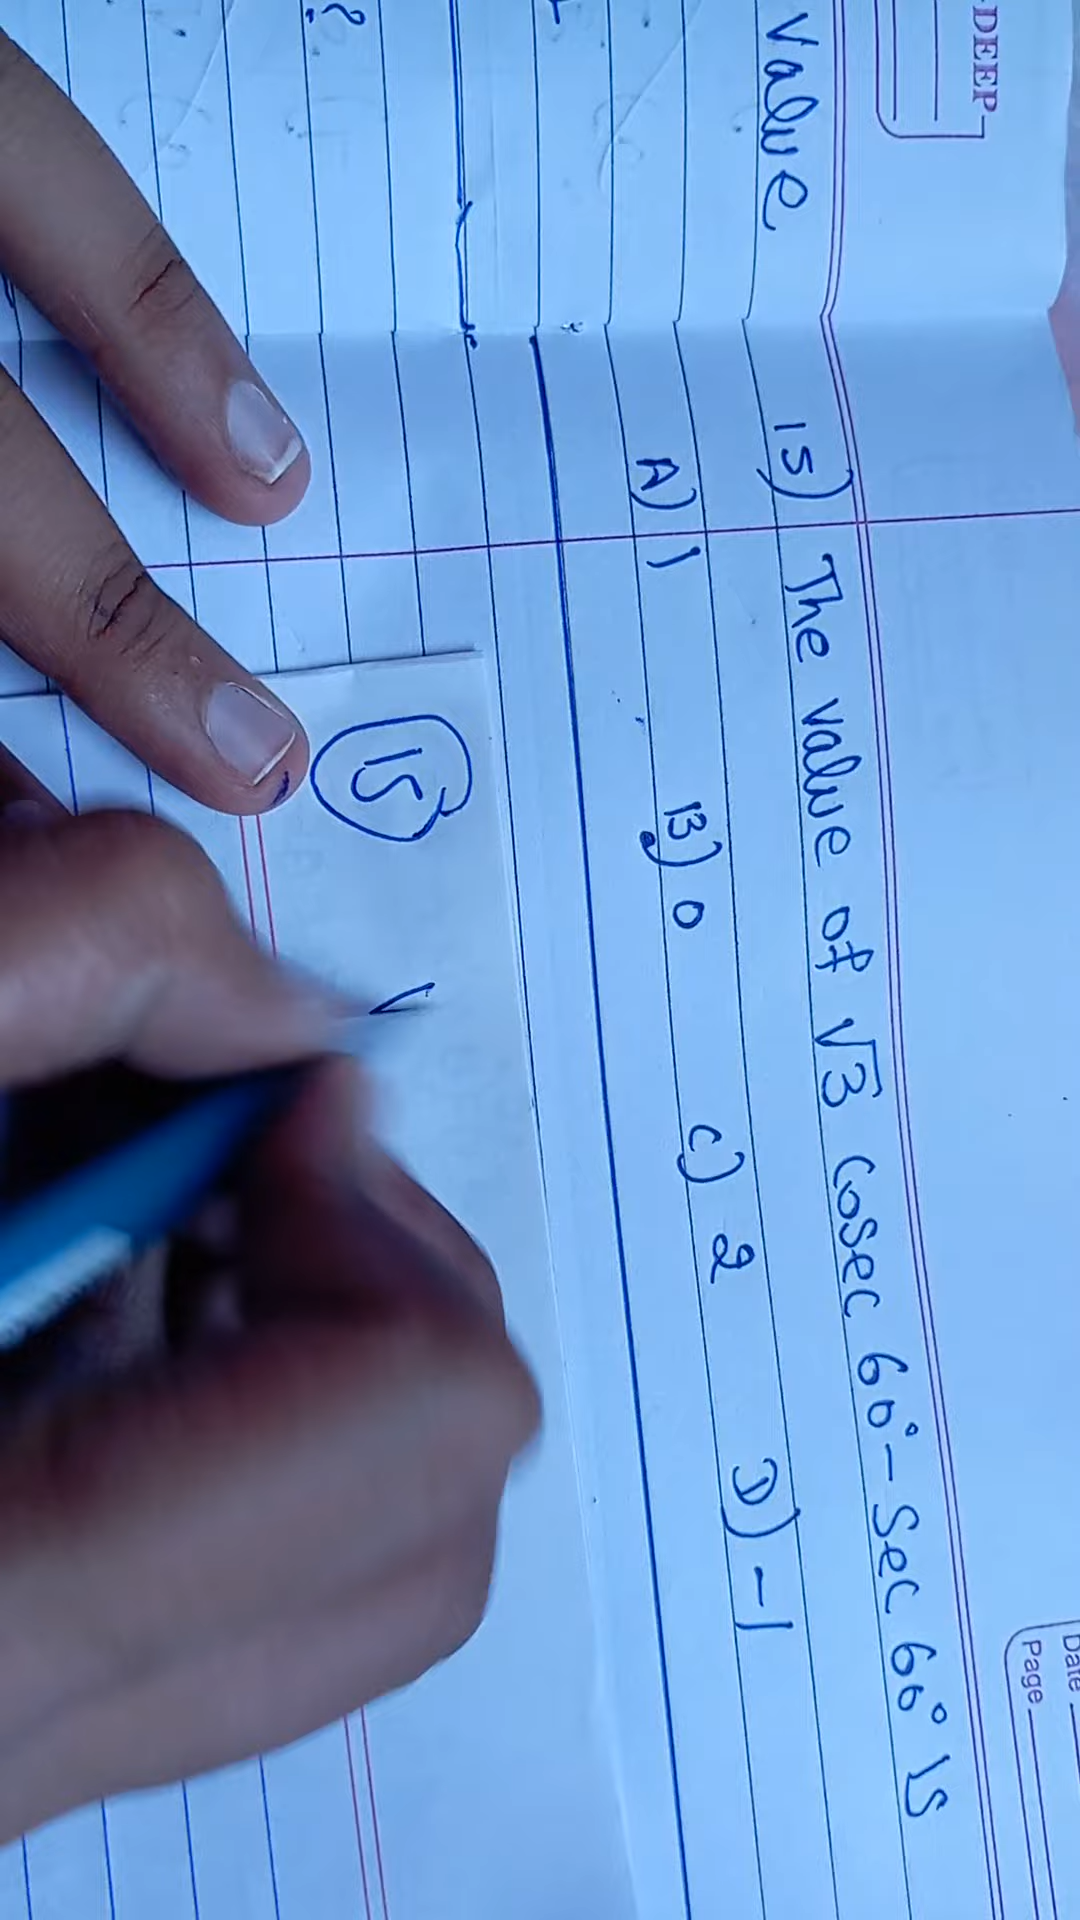 DEEP
Date
Page
Value
15) The value of √3 cosec 60° - Sec 60° is
A) 1 B) 0 C) 2 D) -1
?
15